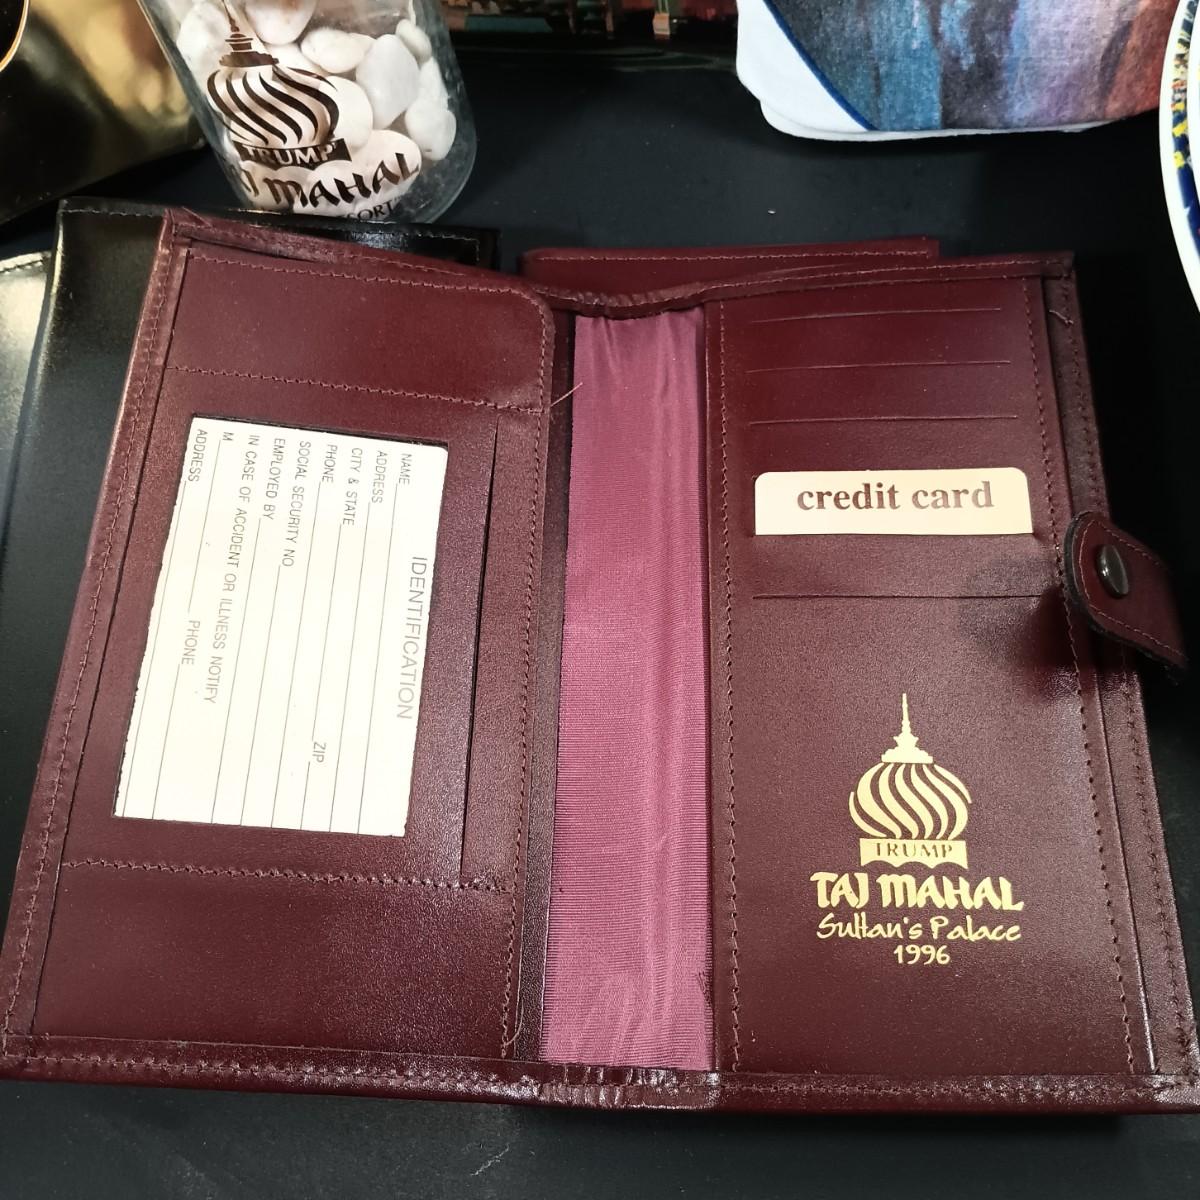 TRUMP
MAHAL
IDENTIFICATION
NAME
ADDRESS
CITY & STATE
ZIP
PHONE
SOCIAL SECURITY NO.
EMPLOYED BY
IN CASE OF ACCIDENT OR ILLNESS NOTIFY
M
ADDRESS PHONE
credit card
TRUMP
TAJ MAHAL
Sultan's Palace
1996